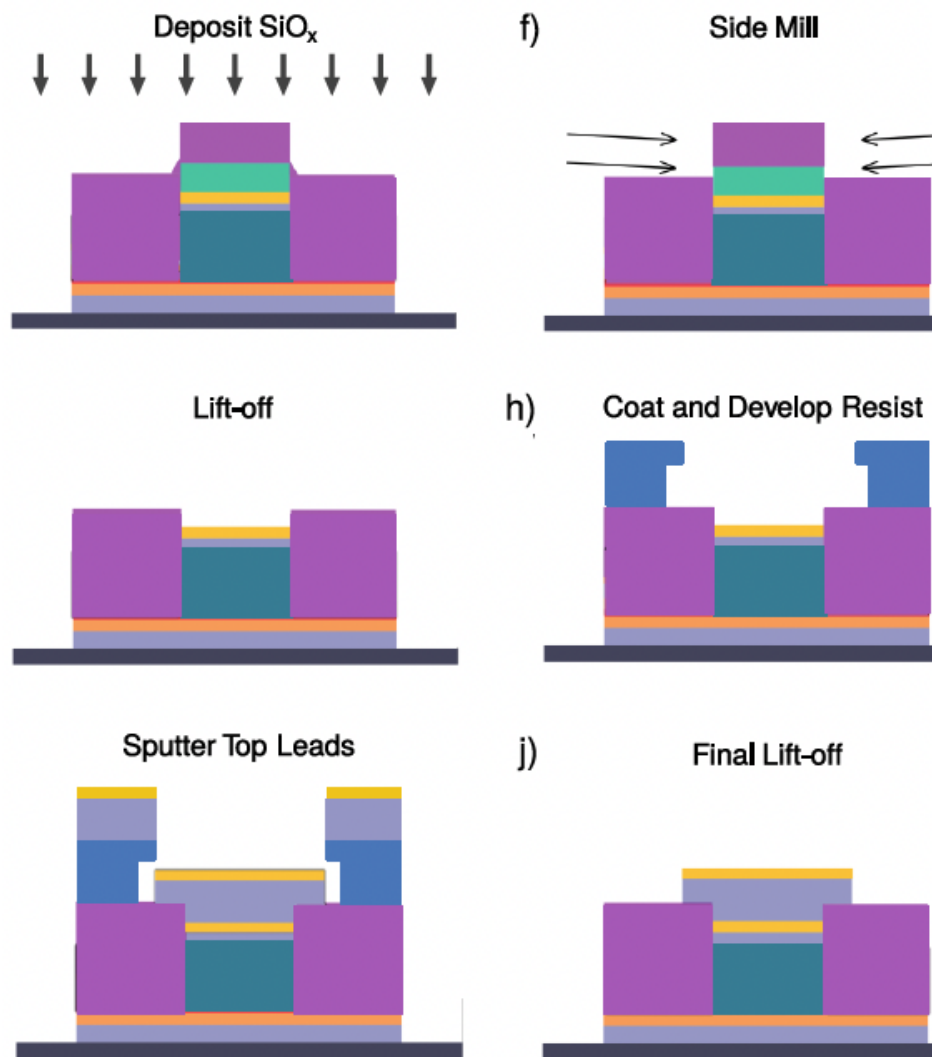 Deposit SiOₓ
f)
Side Mill
Lift-off
h)
Coat and Develop Resist
Sputter Top Leads
j)
Final Lift-off